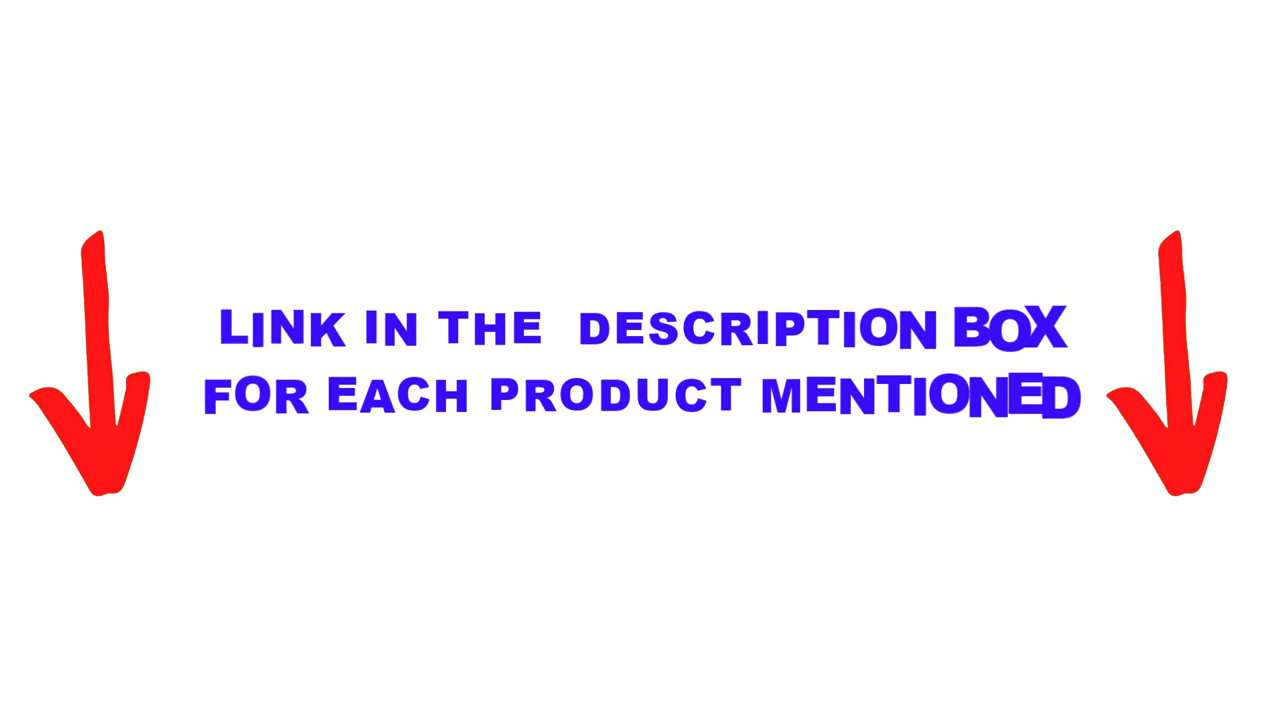 LINK IN THE DESCRIPTION BOX
FOR EACH PRODUCT MENTIONED